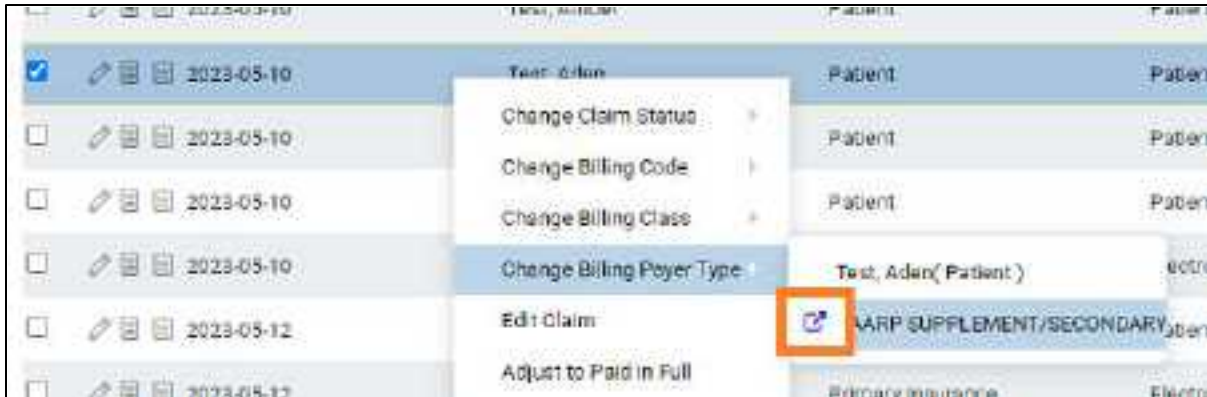 2023-05-10 Test, Amber Patient
2023-05-10 Test, Aden Patient
Change Claim Status
2023-05-10 Patient
Change Billing Code
2023-05-10 Patient
Change Billing Class
2023-05-10 Change Billing Payer Type Test, Aden( Patient )
2023-05-12 Edit Claim AARP SUPPLEMENT/SECONDARY
Adjust to Paid in Full
2023-05-12 Primary Insurance